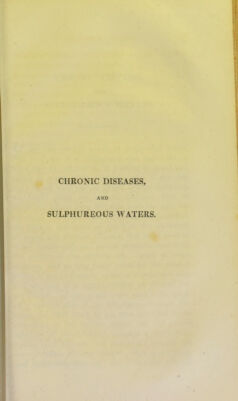 CHRONIC DISEASES,
AND
SULPHUREOUS WATERS.